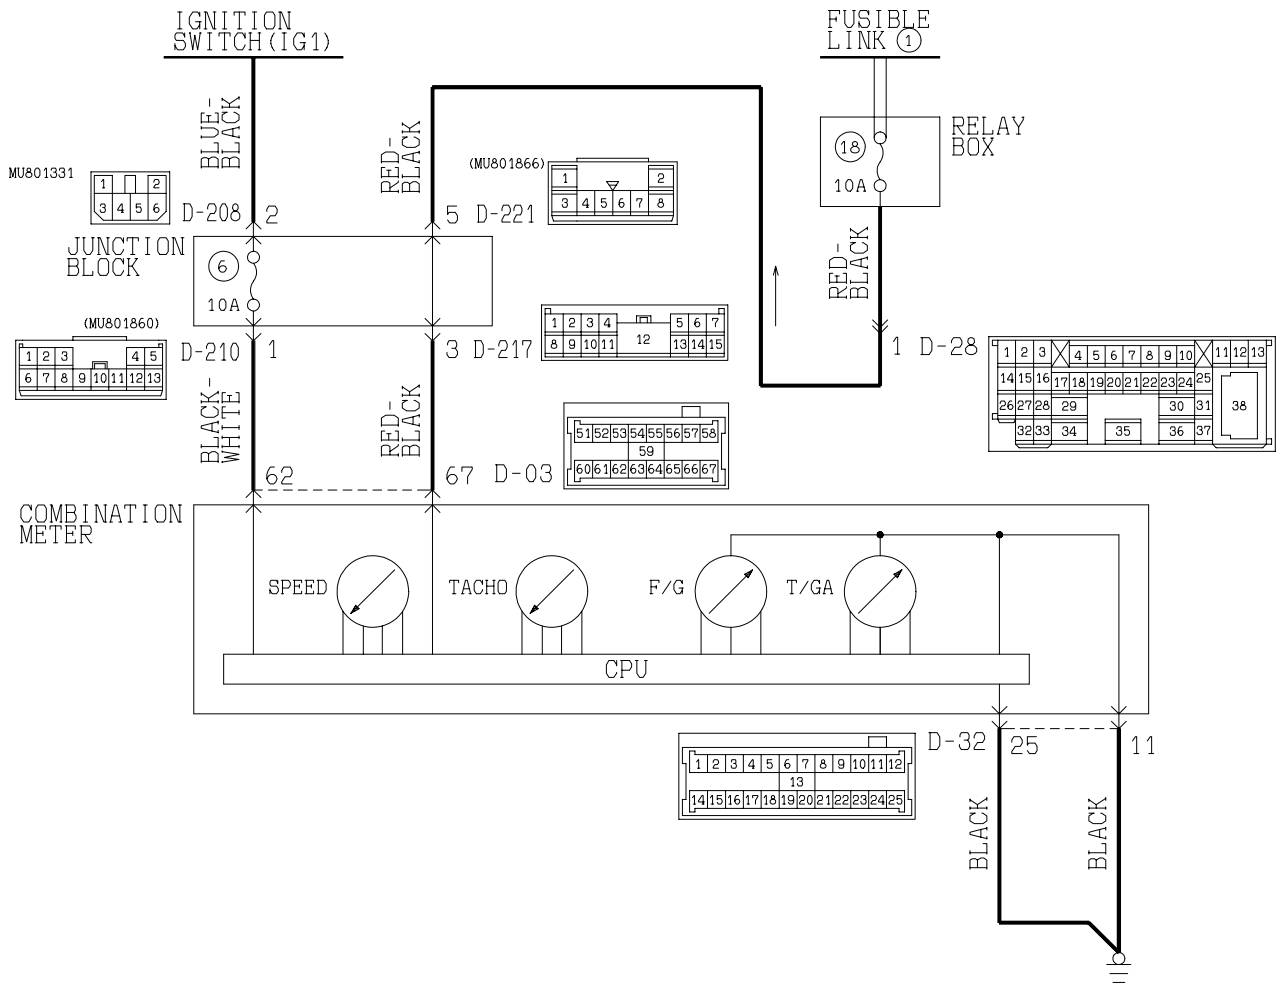 IGNITION
SWITCH(IG1)
FUSIBLE
LINK 1
BLUE-
BLACK
RED-
BLACK
RELAY
BOX
18
10A
MU801331
1 2
3 4 5 6
(MU801866)
1 2
3 4 5 6 7 8
D-208 2
5 D-221
JUNCTION
BLOCK
6
10A
RED-
BLACK
(MU801860)
1 2 3 4 5
6 7 8 9 10 11 12 13
D-210 1
3 D-217
1 2 3 4 5 6 7
8 9 10 11 12 13 14 15
1 D-28
1 2 3 4 5 6 7 8 9 10 11 12 13
14 15 16 17 18 19 20 21 22 23 24 25
26 27 28 29 30 31 38
32 33 34 35 36 37
BLACK-
WHITE
RED-
BLACK
62
67 D-03
51 52 53 54 55 56 57 58
59
60 61 62 63 64 65 66 67
COMBINATION
METER
SPEED
TACHO
F/G
T/GA
CPU
D-32 25
11
1 2 3 4 5 6 7 8 9 10 11 12
13
14 15 16 17 18 19 20 21 22 23 24 25
BLACK
BLACK